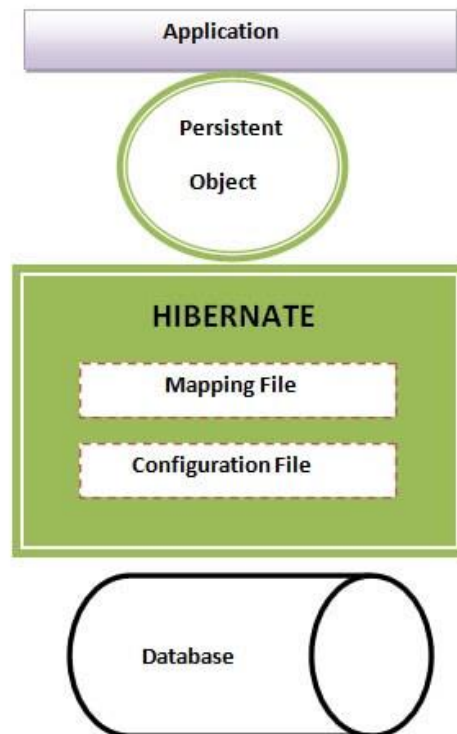 Application
Persistent
Object
HIBERNATE
Mapping File
Configuration File
Database